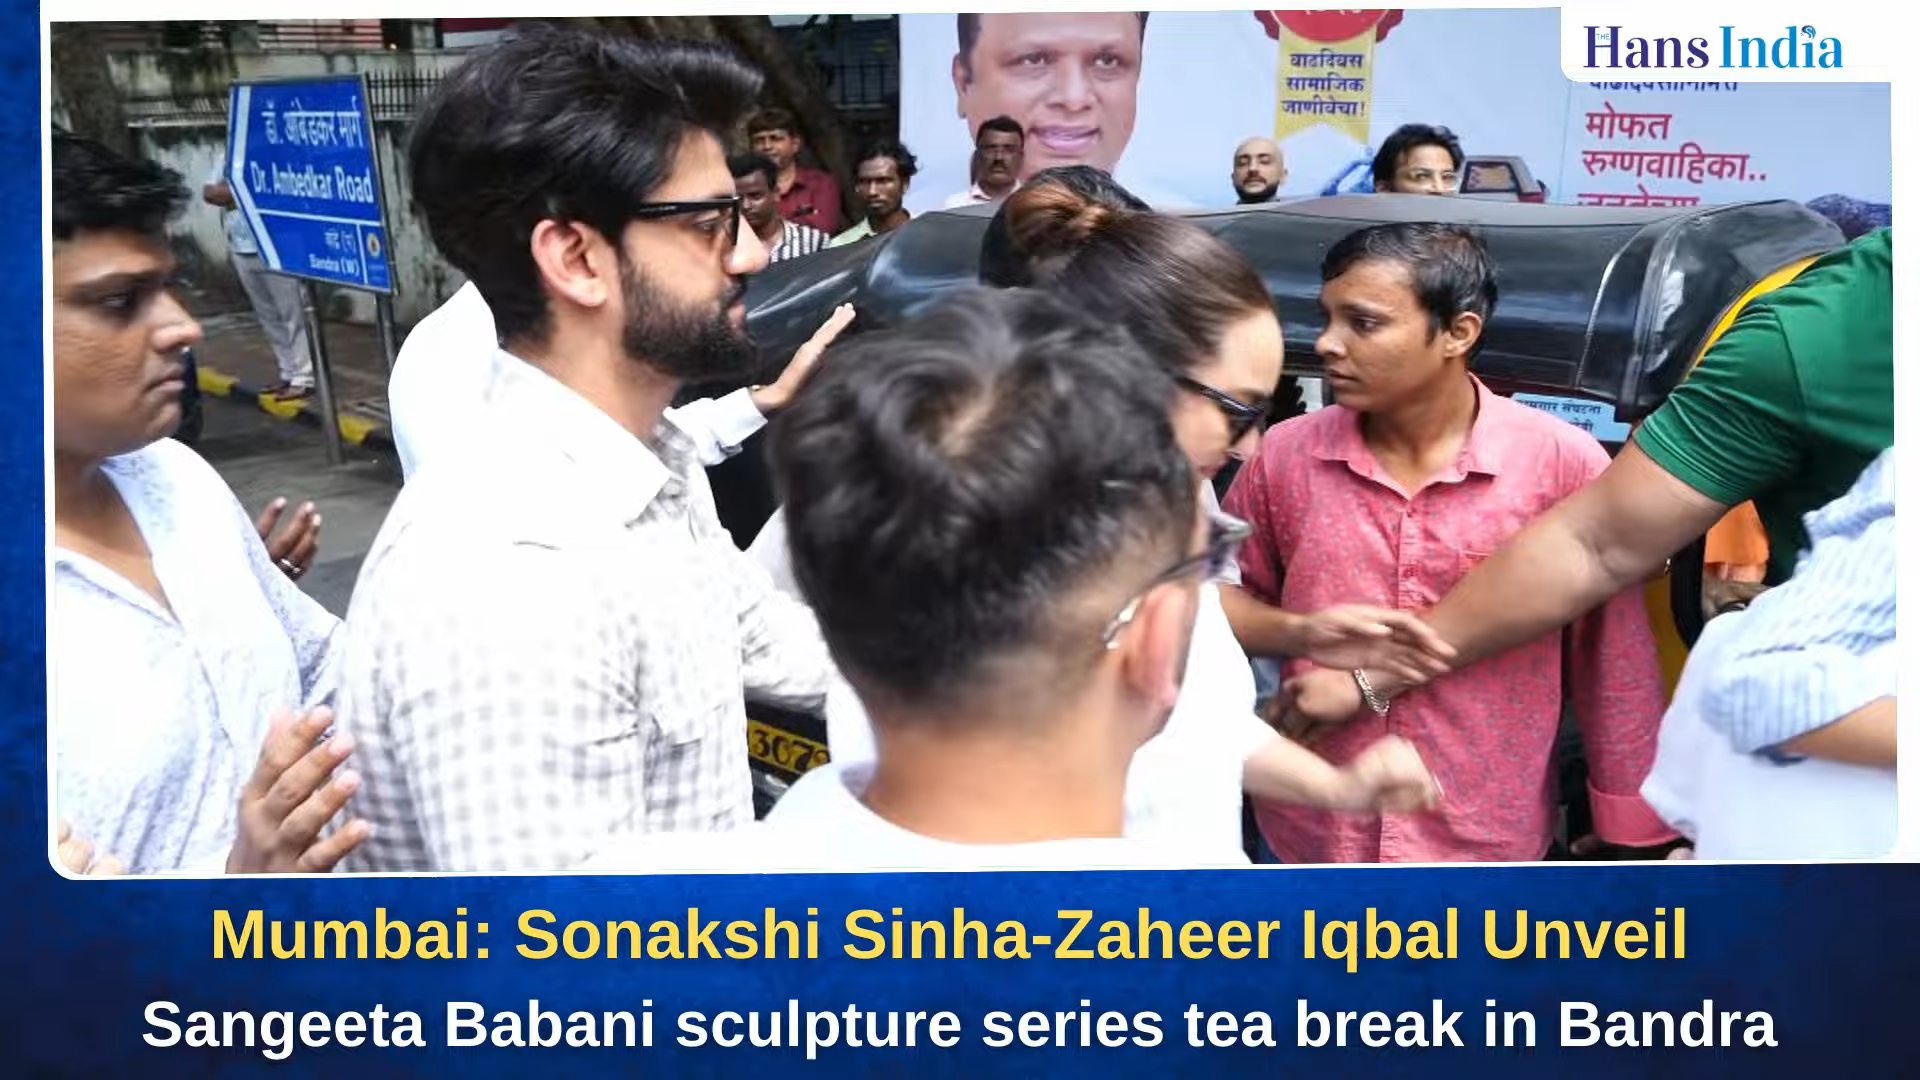 THE
Hans India
वाढदिवस
सामाजिक
जाणीवेचा!
मोफत
रुग्णवाहिका..
डॉ. आंबेडकर मार्ग
Dr. Ambedkar Road
Bandra (W)
Mumbai: Sonakshi Sinha-Zaheer Iqbal Unveil
Sangeeta Babani sculpture series tea break in Bandra